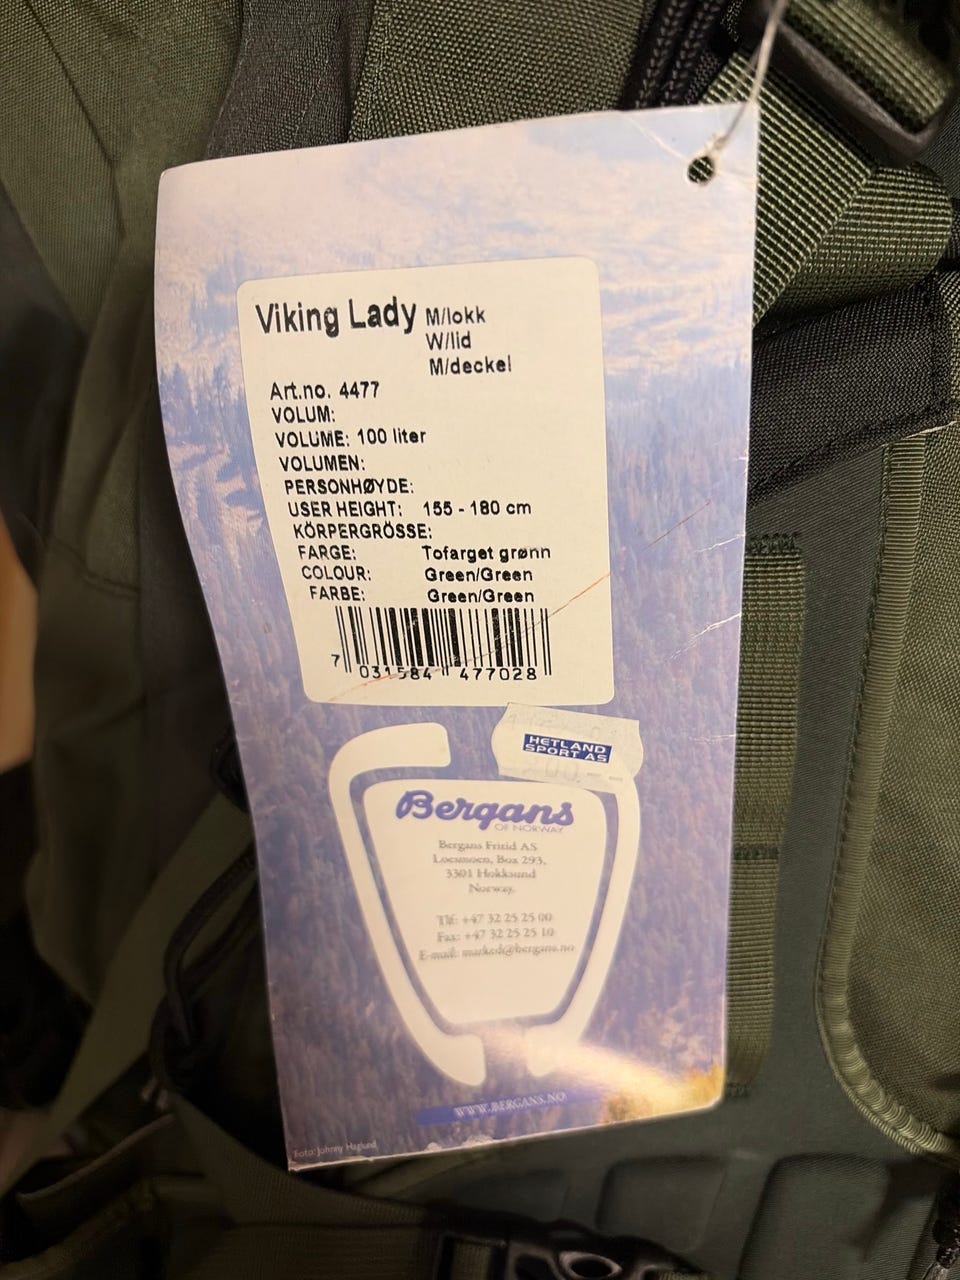 Viking Lady M/lokk
W/lid
M/deckel
Art.no. 4477
VOLUM:
VOLUME: 100 liter
VOLUMEN:
PERSONHØYDE:
USER HEIGHT: 155 - 180 cm
KÖRPERGRÖSSE:
FARGE: Tofarget grønn
COLOUR: Green/Green
FARBE: Green/Green
7 031584 477028
HETLAND
SPORT AS
Bergans
OF NORWAY
Bergans Fritid AS
Loesmoen, Box 293,
3301 Hokksund
Norway.
Tlf: +47 32 25 25 00
Fax: +47 32 25 25 10
E-mail: marked@bergans.no
WWW.BERGANS.NO
Foto: Johnny Haglund